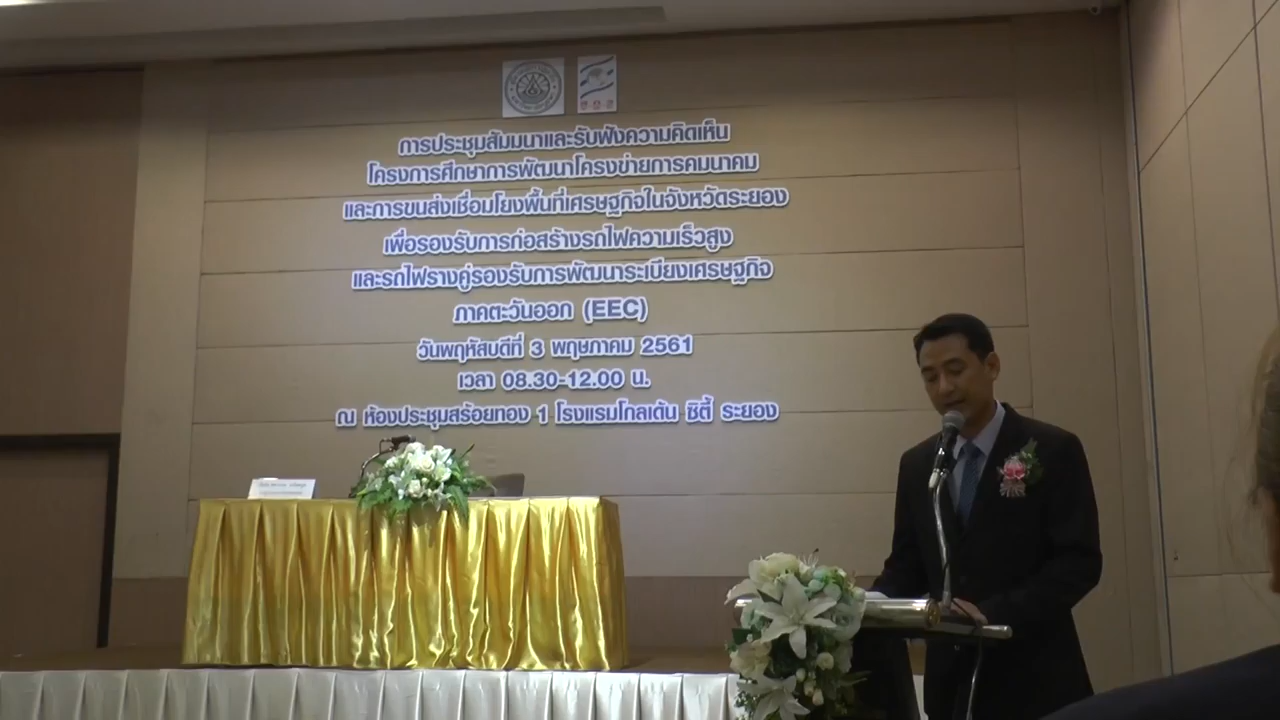 การประชุมสัมมนาและรับฟังความคิดเห็น
โครงการศึกษาการพัฒนาโครงข่ายการคมนาคม
และการขนส่งเชื่อมโยงพื้นที่เศรษฐกิจในจังหวัดระยอง
เพื่อรองรับการก่อสร้างรถไฟความเร็วสูง
และรถไฟรางคู่รองรับการพัฒนาระเบียงเศรษฐกิจ
ภาคตะวันออก (EEC)
วันพฤหัสบดีที่ 3 พฤษภาคม 2561
เวลา 08.30-12.00 น.
ณ ห้องประชุมสร้อยทอง 1 โรงแรมโกลเด้น ซิตี้ ระยอง